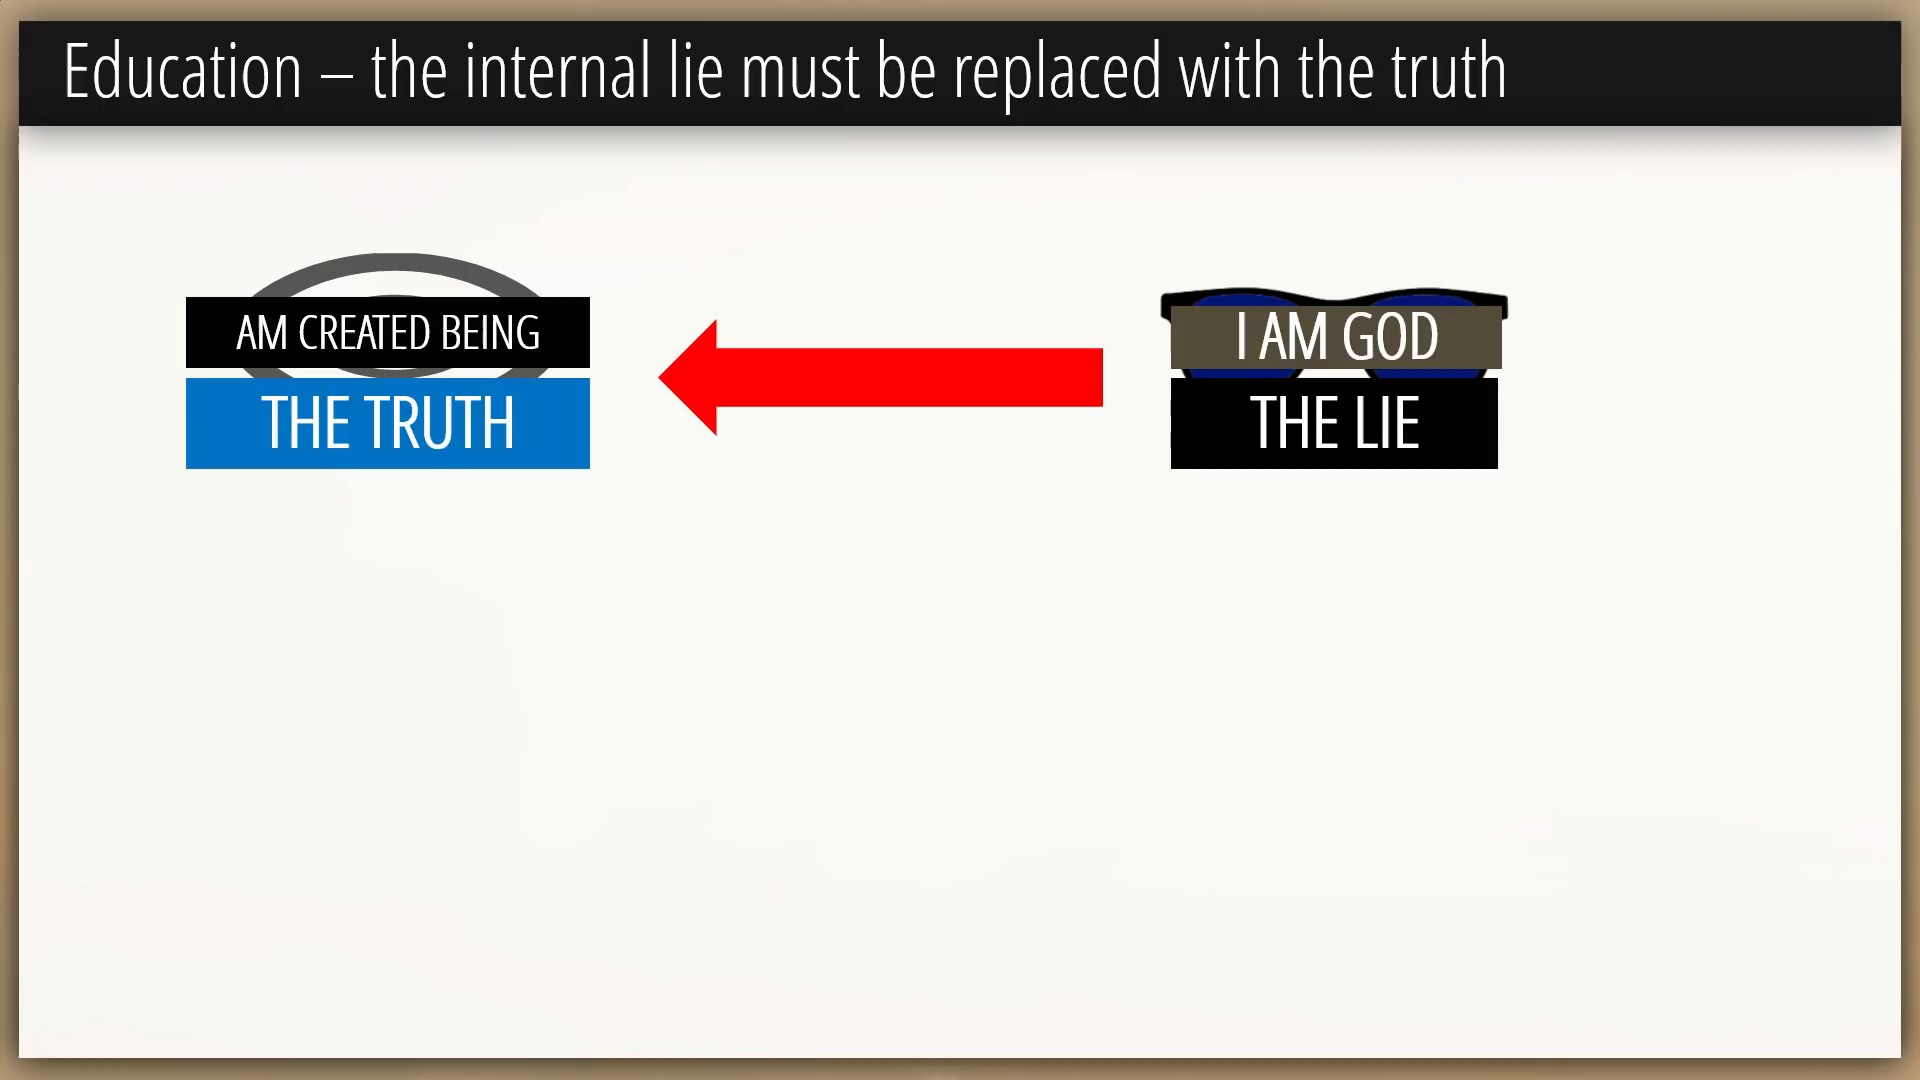 Education – the internal lie must be replaced with the truth
AM CREATED BEING
THE TRUTH
I AM GOD
THE LIE